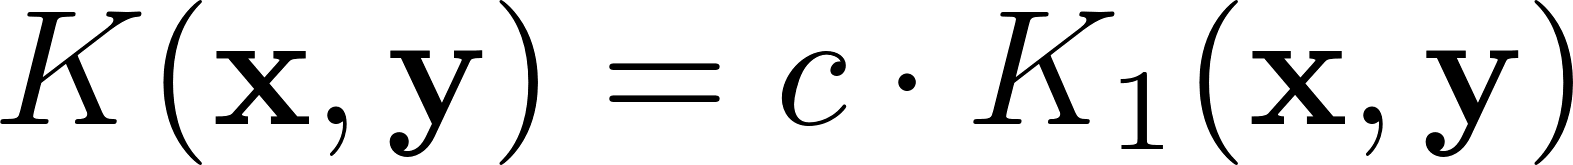 K(𝐱, 𝐲) = c · K₁(𝐱, 𝐲)